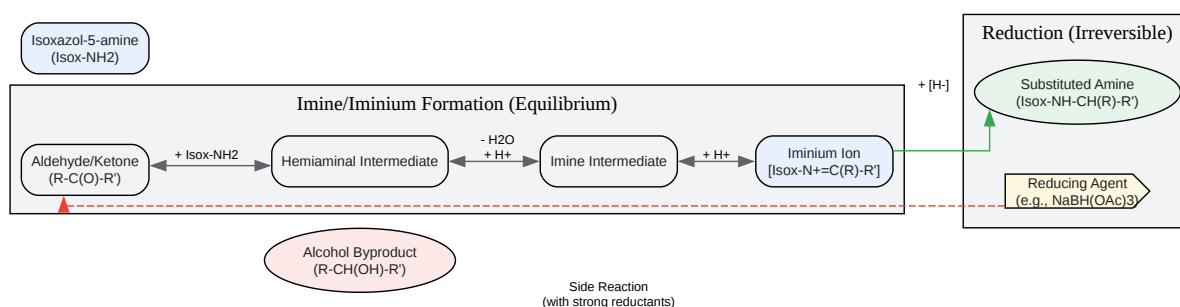 Isoxazol-5-amine
(Isox-NH2)
Reduction (Irreversible)
+ [H-]
Substituted Amine
(Isox-NH-CH(R)-R')
Imine/Iminium Formation (Equilibrium)
Aldehyde/Ketone
(R-C(O)-R')
+ Isox-NH2
Hemiaminal Intermediate
- H2O
+ H+
Imine Intermediate
+ H+
Iminium Ion
[Isox-N+=C(R)-R']
Reducing Agent
(e.g., NaBH(OAc)3)
Alcohol Byproduct
(R-CH(OH)-R')
Side Reaction
(with strong reductants)